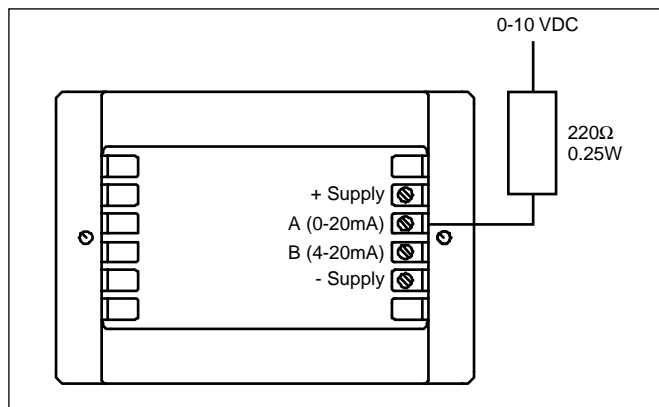 0-10 VDC
220Ω
0.25W
+ Supply
A (0-20mA)
B (4-20mA)
- Supply